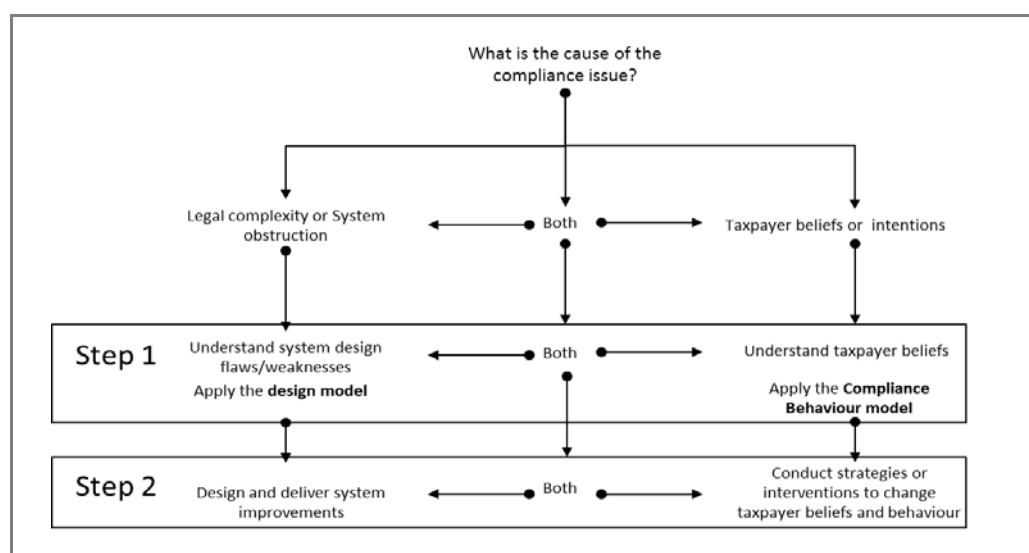 What is the cause of the
compliance issue?
Legal complexity or System
obstruction
Both
Taxpayer beliefs or intentions
Step 1
Understand system design
flaws/weaknesses
Apply the design model
Both
Understand taxpayer beliefs
Apply the Compliance
Behaviour model
Step 2
Design and deliver system
improvements
Both
Conduct strategies or
interventions to change
taxpayer beliefs and behaviour